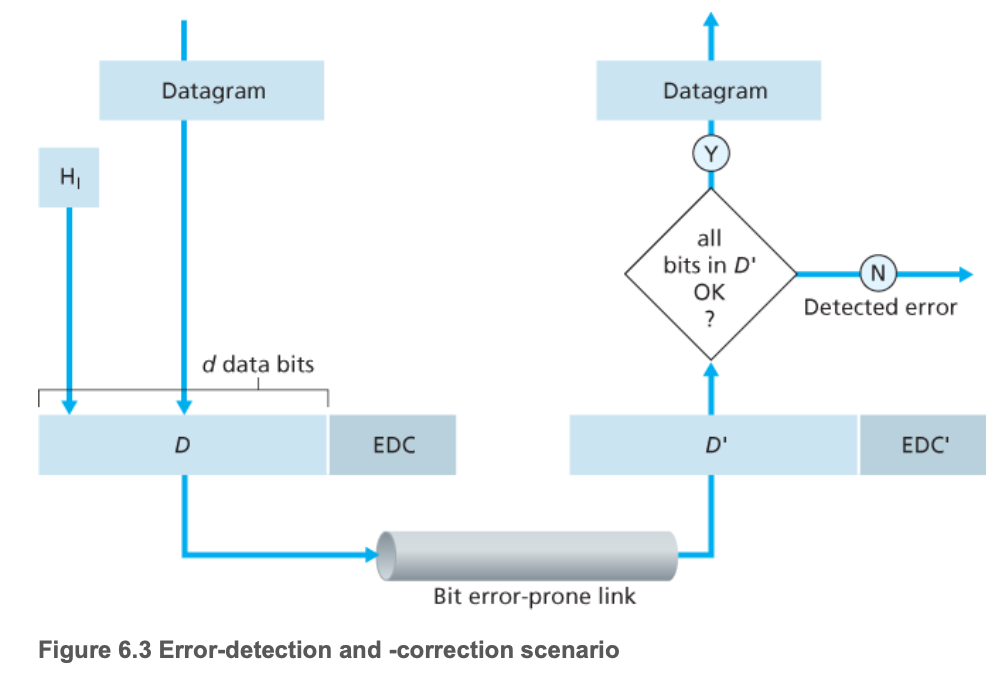 Datagram
Datagram
H₁
Y
all
bits in D'
OK
?
N
Detected error
d data bits
D
EDC
D'
EDC'
Bit error-prone link
Figure 6.3 Error-detection and -correction scenario